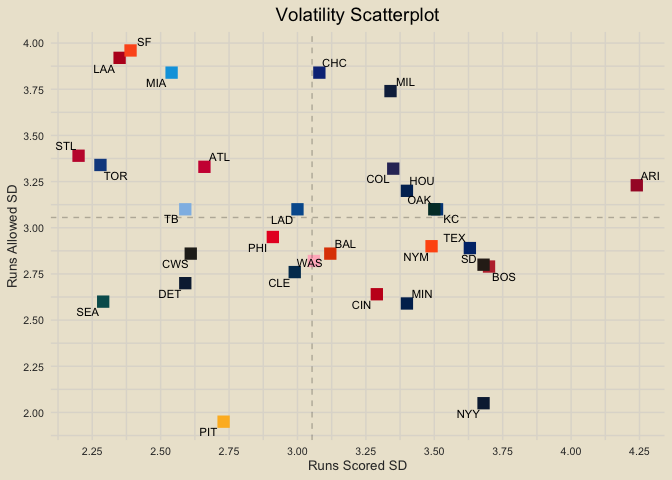 Volatility Scatterplot
4.00
3.75
3.50
3.25
3.00
2.75
2.50
2.25
2.00
Runs Allowed SD
SF
LAA
MIA
CHC
MIL
STL
TOR
ATL
COL
HOU
ARI
TB
LAD
OAK
KC
PHI
BAL
TEX
NYM
CWS
WAS
SD
BOS
CLE
DET
SEA
CIN
MIN
NYY
PIT
2.25 2.50 2.75 3.00 3.25 3.50 3.75 4.00 4.25
Runs Scored SD